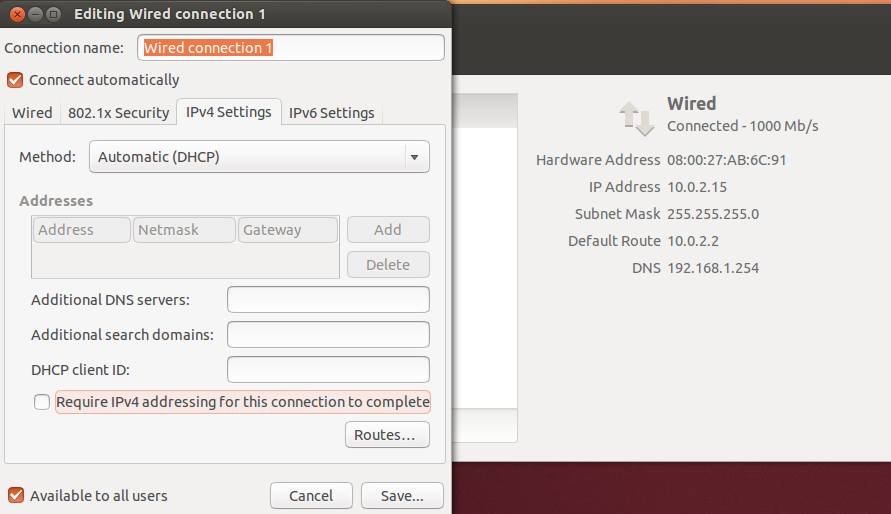 Editing Wired connection 1
Connection name: Wired connection 1
Connect automatically
Wired 802.1x Security IPv4 Settings IPv6 Settings
Method: Automatic (DHCP)
Addresses
Address Netmask Gateway Add
Delete
Additional DNS servers:
Additional search domains:
DHCP client ID:
Require IPv4 addressing for this connection to complete
Routes...
Available to all users Cancel Save...
Wired
Connected - 1000 Mb/s
Hardware Address 08:00:27:AB:6C:91
IP Address 10.0.2.15
Subnet Mask 255.255.255.0
Default Route 10.0.2.2
DNS 192.168.1.254